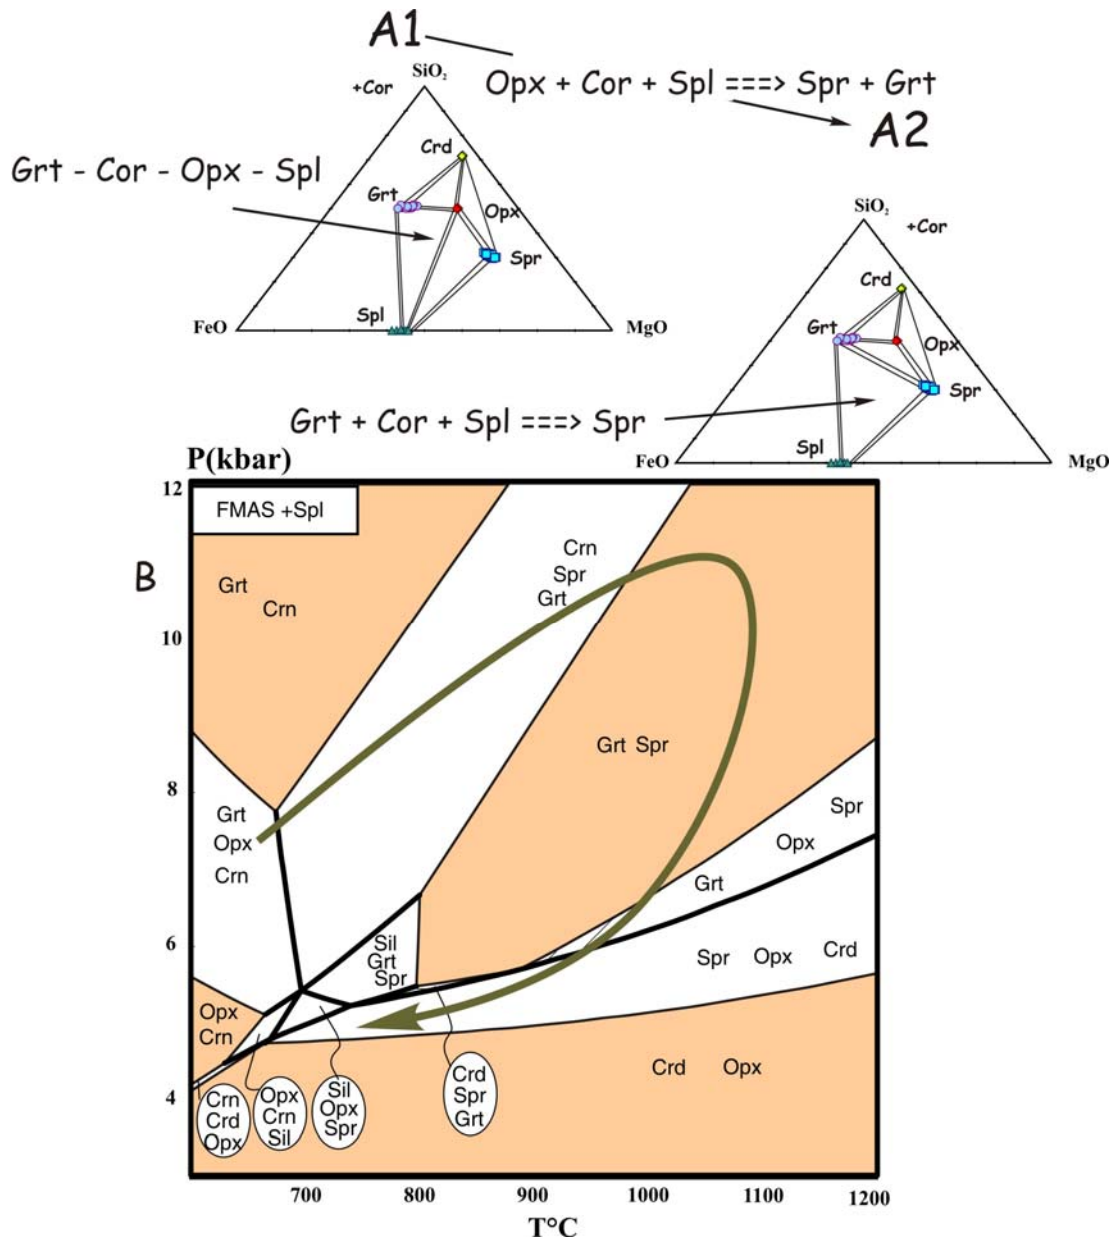 A1
SiO₂
+Cor
Opx + Cor + Spl ===> Spr + Grt
A2
Crd
Grt - Cor - Opx - Spl
Grt
Opx
Spr
Spl
FeO
MgO
SiO₂
+Cor
Crd
Grt
Opx
Spr
Grt + Cor + Spl ===> Spr
Spl
FeO
MgO
P(kbar)
12
FMAS +Spl
B
Grt
Crn
Crn
Spr
Grt
10
Grt Spr
8
Grt
Opx
Crn
Spr
Opx
Grt
6
Sil
Grt
Spr
Spr Opx Crd
Opx
Crn
4
Crd Opx
Crn
Crd
Opx
Opx
Crn
Sil
Sil
Opx
Spr
Crd
Spr
Grt
700 800 900 1000 1100 1200
T°C